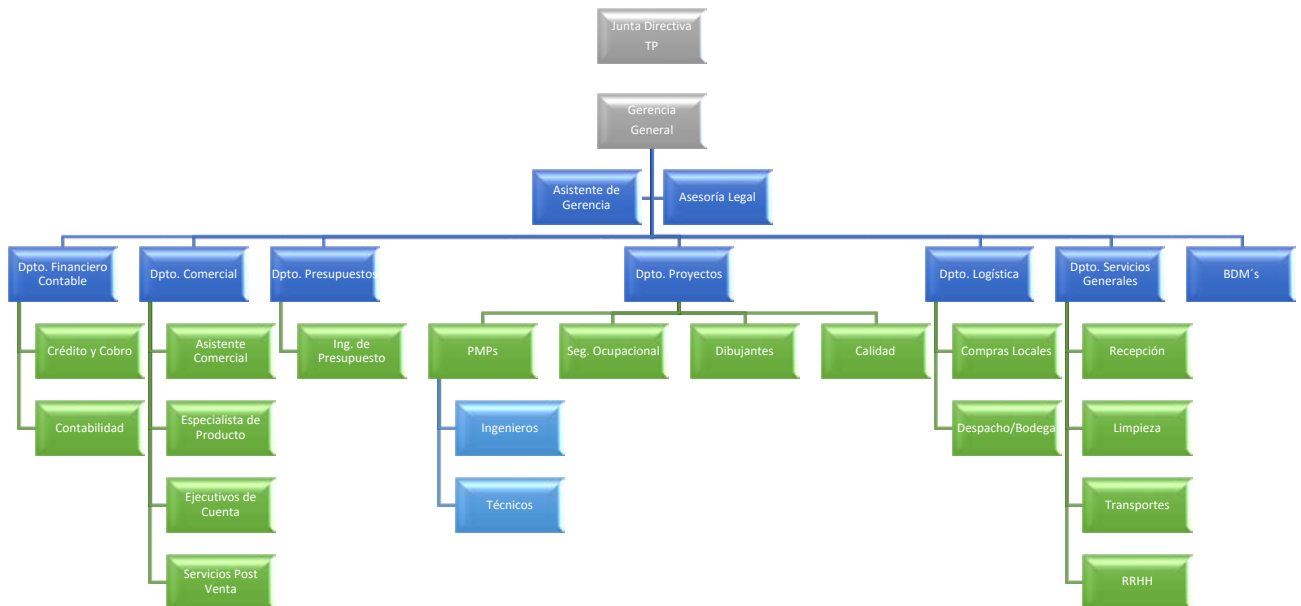 Junta Directiva
TP
Gerencia
General
Asistente de
Gerencia
Asesoría Legal
Dpto. Financiero
Contable
Dpto. Comercial
Dpto. Presupuestos
Dpto. Proyectos
Dpto. Logística
Dpto. Servicios
Generales
BDM´s
Crédito y Cobro
Asistente
Comercial
Ing. de
Presupuesto
PMPs
Seg. Ocupacional
Dibujantes
Calidad
Compras Locales
Recepción
Contabilidad
Especialista de
Producto
Ingenieros
Despacho/Bodega
Limpieza
Ejecutivos de
Cuenta
Técnicos
Transportes
Servicios Post
Venta
RRHH